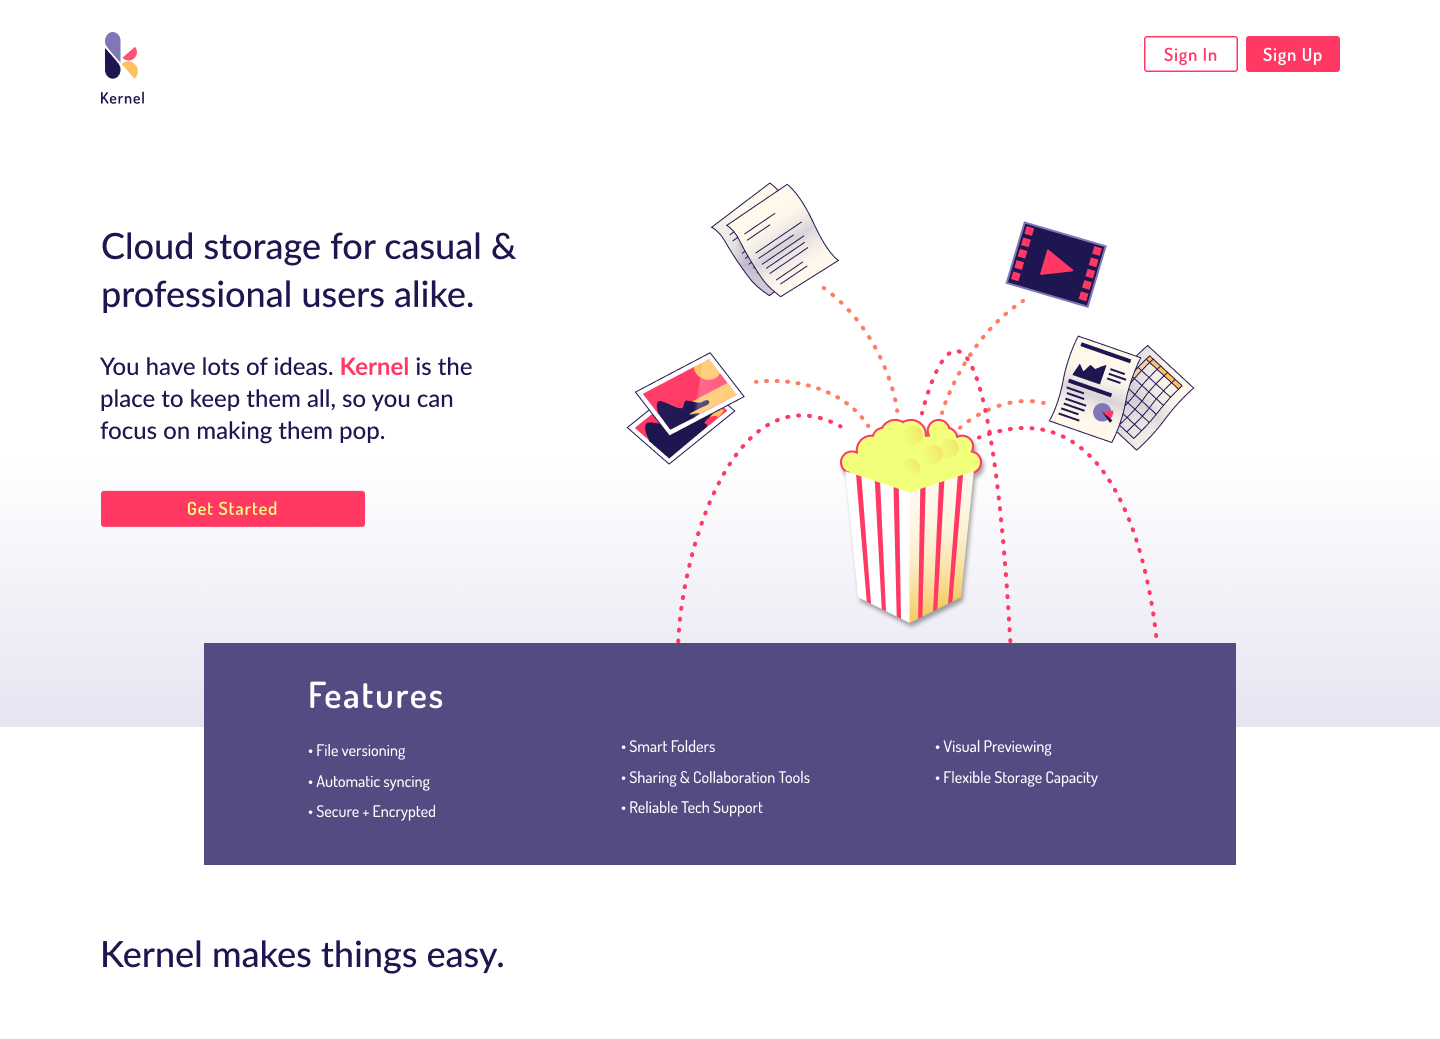 Kernel
Sign In
Sign Up
Cloud storage for casual &
professional users alike.
You have lots of ideas. Kernel is the
place to keep them all, so you can
focus on making them pop.
Get Started
Features
• File versioning
• Automatic syncing
• Secure + Encrypted
• Smart Folders
• Sharing & Collaboration Tools
• Reliable Tech Support
• Visual Previewing
• Flexible Storage Capacity
Kernel makes things easy.